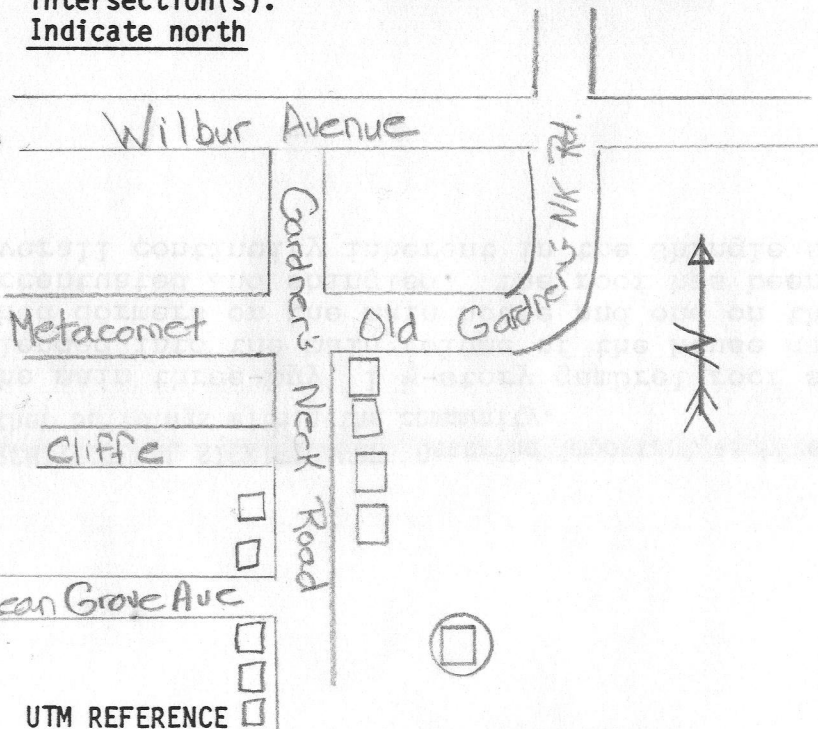 intersection(s).
Indicate north
Wilbur Avenue
Gardners Neck Road
Old Gardners NK Rd.
Metacomet
Cliffe
ean Grove Ave
UTM REFERENCE